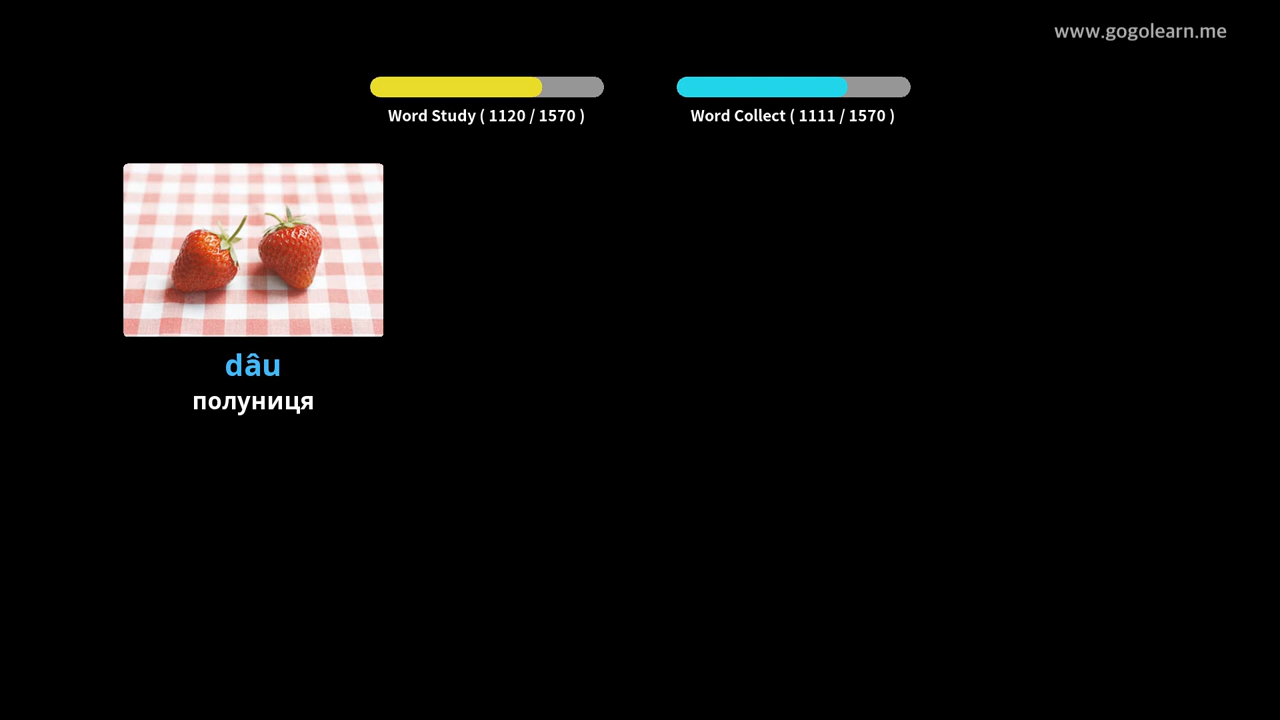 www.gogolearn.me
Word Study ( 1120 / 1570 )
Word Collect ( 1111 / 1570 )
dâu
полуниця